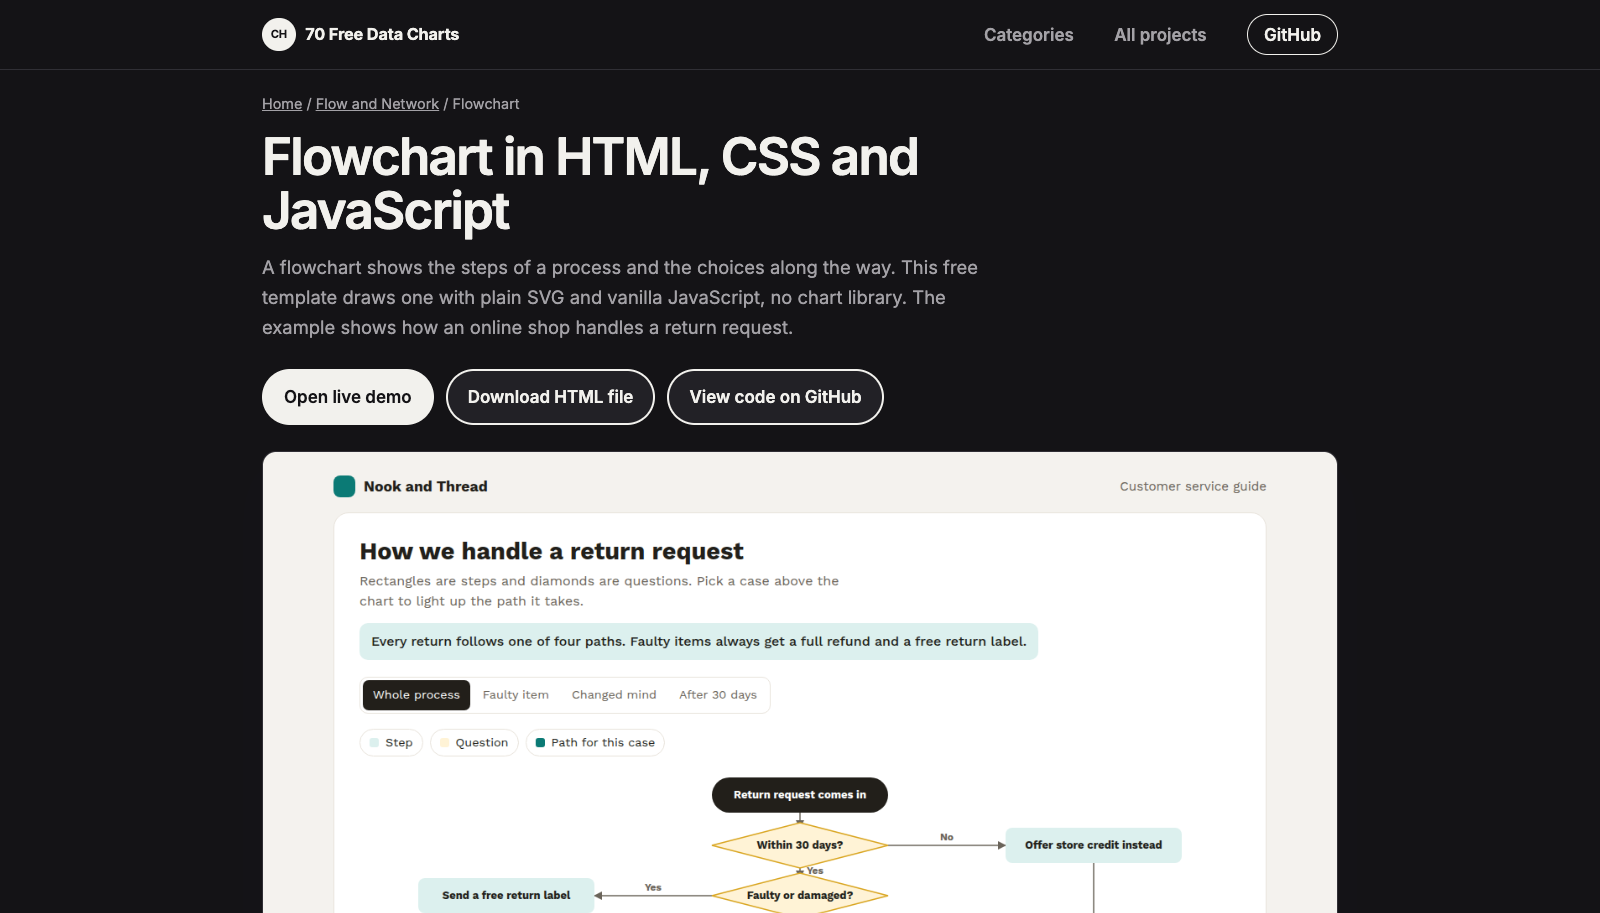 CH 70 Free Data Charts
Categories All projects GitHub
Home / Flow and Network / Flowchart
Flowchart in HTML, CSS and
JavaScript
A flowchart shows the steps of a process and the choices along the way. This free
template draws one with plain SVG and vanilla JavaScript, no chart library. The
example shows how an online shop handles a return request.
Open live demo Download HTML file View code on GitHub
Nook and Thread Customer service guide
How we handle a return request
Rectangles are steps and diamonds are questions. Pick a case above the
chart to light up the path it takes.
Every return follows one of four paths. Faulty items always get a full refund and a free return label.
Whole process Faulty item Changed mind After 30 days
Step Question Path for this case
Return request comes in
Within 30 days? No Offer store credit instead
Yes
Send a free return label Yes Faulty or damaged?